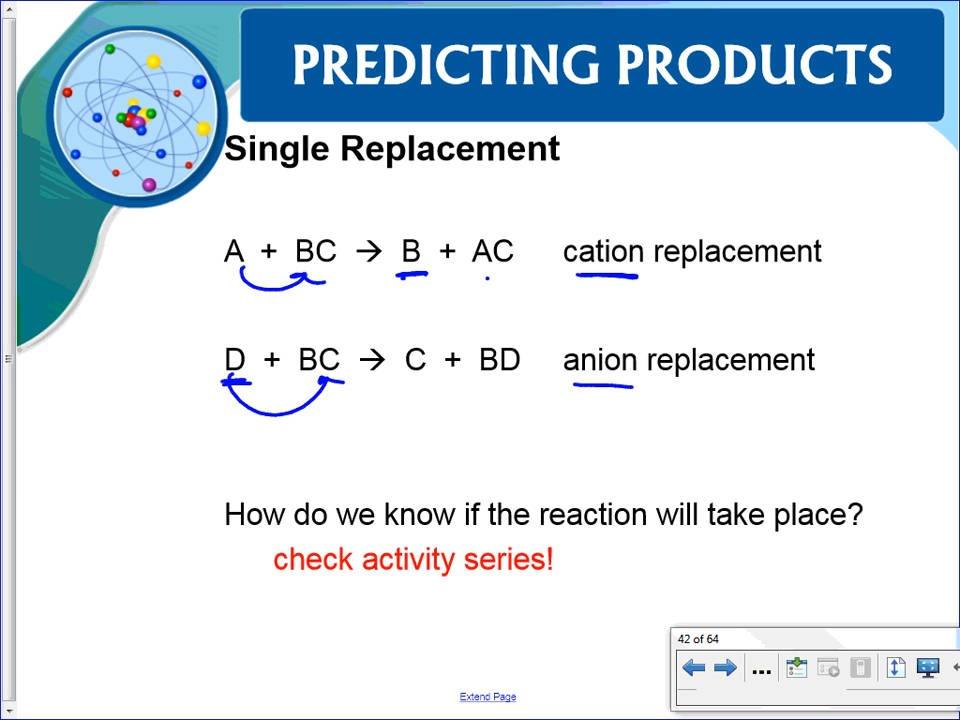 PREDICTING PRODUCTS
Single Replacement
A + BC → B + AC cation replacement
D + BC → C + BD anion replacement
How do we know if the reaction will take place?
check activity series!
42 of 64
...
Extend Page